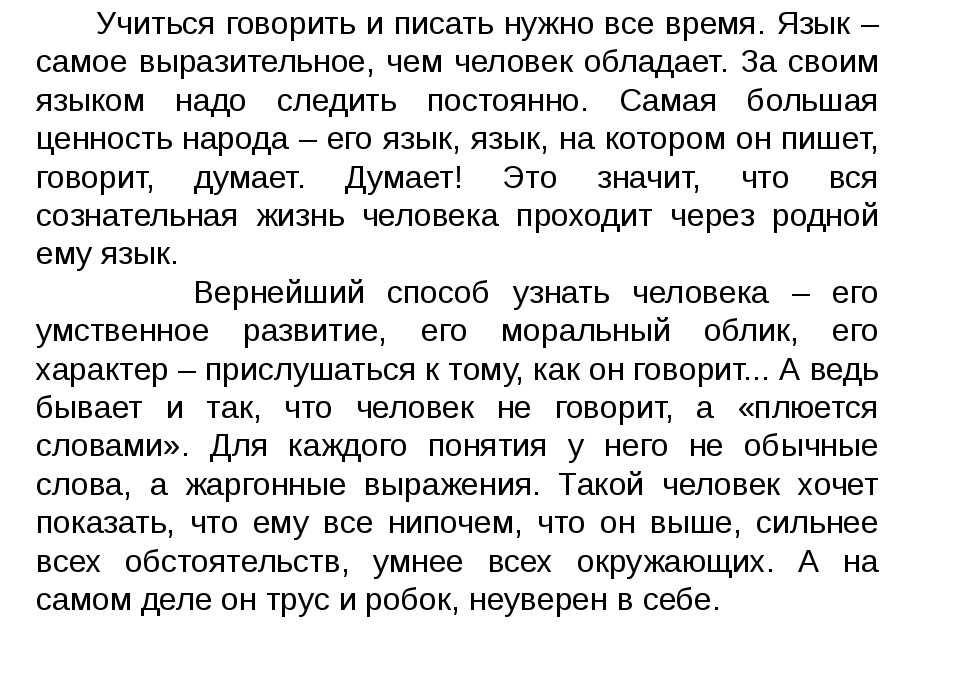 Учиться говорить и писать нужно все время. Язык –
самое выразительное, чем человек обладает. За своим
языком надо следить постоянно. Самая большая
ценность народа – его язык, язык, на котором он пишет,
говорит, думает. Думает! Это значит, что вся
сознательная жизнь человека проходит через родной
ему язык.
Вернейший способ узнать человека – его
умственное развитие, его моральный облик, его
характер – прислушаться к тому, как он говорит... А ведь
бывает и так, что человек не говорит, а «плюется
словами». Для каждого понятия у него не обычные
слова, а жаргонные выражения. Такой человек хочет
показать, что ему все нипочем, что он выше, сильнее
всех обстоятельств, умнее всех окружающих. А на
самом деле он трус и робок, неуверен в себе.